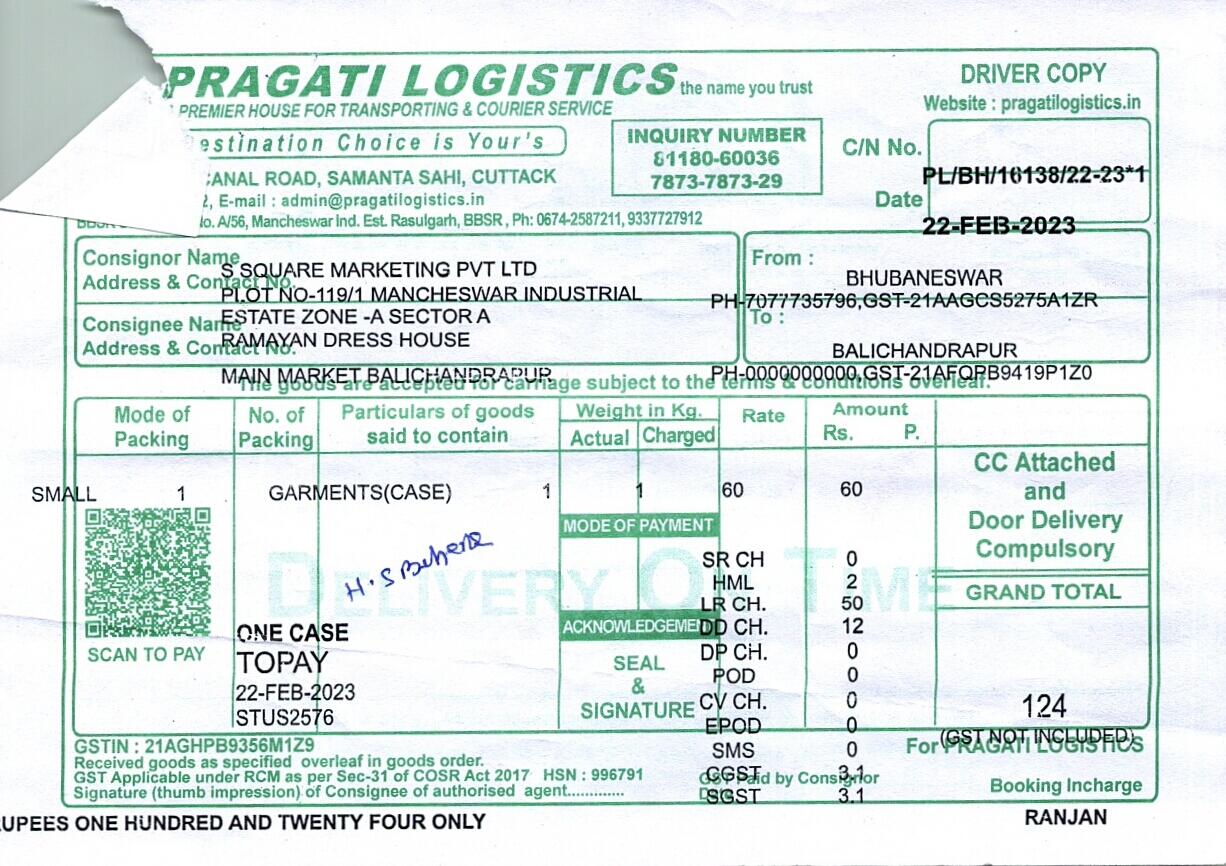 PRAGATI LOGISTICS the name you trust
PREMIER HOUSE FOR TRANSPORTING & COURIER SERVICE
estination Choice is Your's
CANAL ROAD, SAMANTA SAHI, CUTTACK
2, E-mail : admin@pragatilogistics.in
No. A/56, Mancheswar Ind. Est. Rasulgarh, BBSR , Ph: 0674-2587211, 9337727912
INQUIRY NUMBER
81180-60036
7873-7873-29
DRIVER COPY
Website : pragatilogistics.in
C/N No.
PL/BH/16138/22-23*1
Date
22-FEB-2023
Consignor Name
Address & Contact No.
S SQUARE MARKETING PVT LTD
PLOT NO-119/1 MANCHESWAR INDUSTRIAL
ESTATE ZONE -A SECTOR A
From :
BHUBANESWAR
PH-7077735796,GST-21AAGCS5275A1ZR
Consignee Name
Address & Contact No.
RAMAYAN DRESS HOUSE
MAIN MARKET BALICHANDRAPUR
To :
BALICHANDRAPUR
PH-0000000000,GST-21AFQPB9419P1Z0
The goods are accepted for carriage subject to the terms & conditions overleaf.
Mode of Packing
No. of Packing
Particulars of goods said to contain
Weight in Kg.
Actual Charged
Rate
Amount
Rs. P.
SMALL 1 GARMENTS(CASE) 1 1 60 60
CC Attached
and
Door Delivery
Compulsory
GRAND TOTAL
124
(GST NOT INCLUDED)
MODE OF PAYMENT
DELIVERY ON TIME
H.S Behera
SR CH 0
HML 2
LR CH. 50
DD CH. 12
DP CH. 0
POD 0
CV CH. 0
EPOD 0
SMS 0
CGST 3.1
SGST 3.1
ACKNOWLEDGEMENT
SEAL
&
SIGNATURE
SCAN TO PAY
ONE CASE
TOPAY
22-FEB-2023
STUS2576
GSTIN : 21AGHPB9356M1Z9
Received goods as specified overleaf in goods order.
GST Applicable under RCM as per Sec-31 of COSR Act 2017 HSN : 996791
Signature (thumb impression) of Consignee of authorised agent.............
GST Paid by Consignor
For PRAGATI LOGISTICS
Booking Incharge
RANJAN
RUPEES ONE HUNDRED AND TWENTY FOUR ONLY